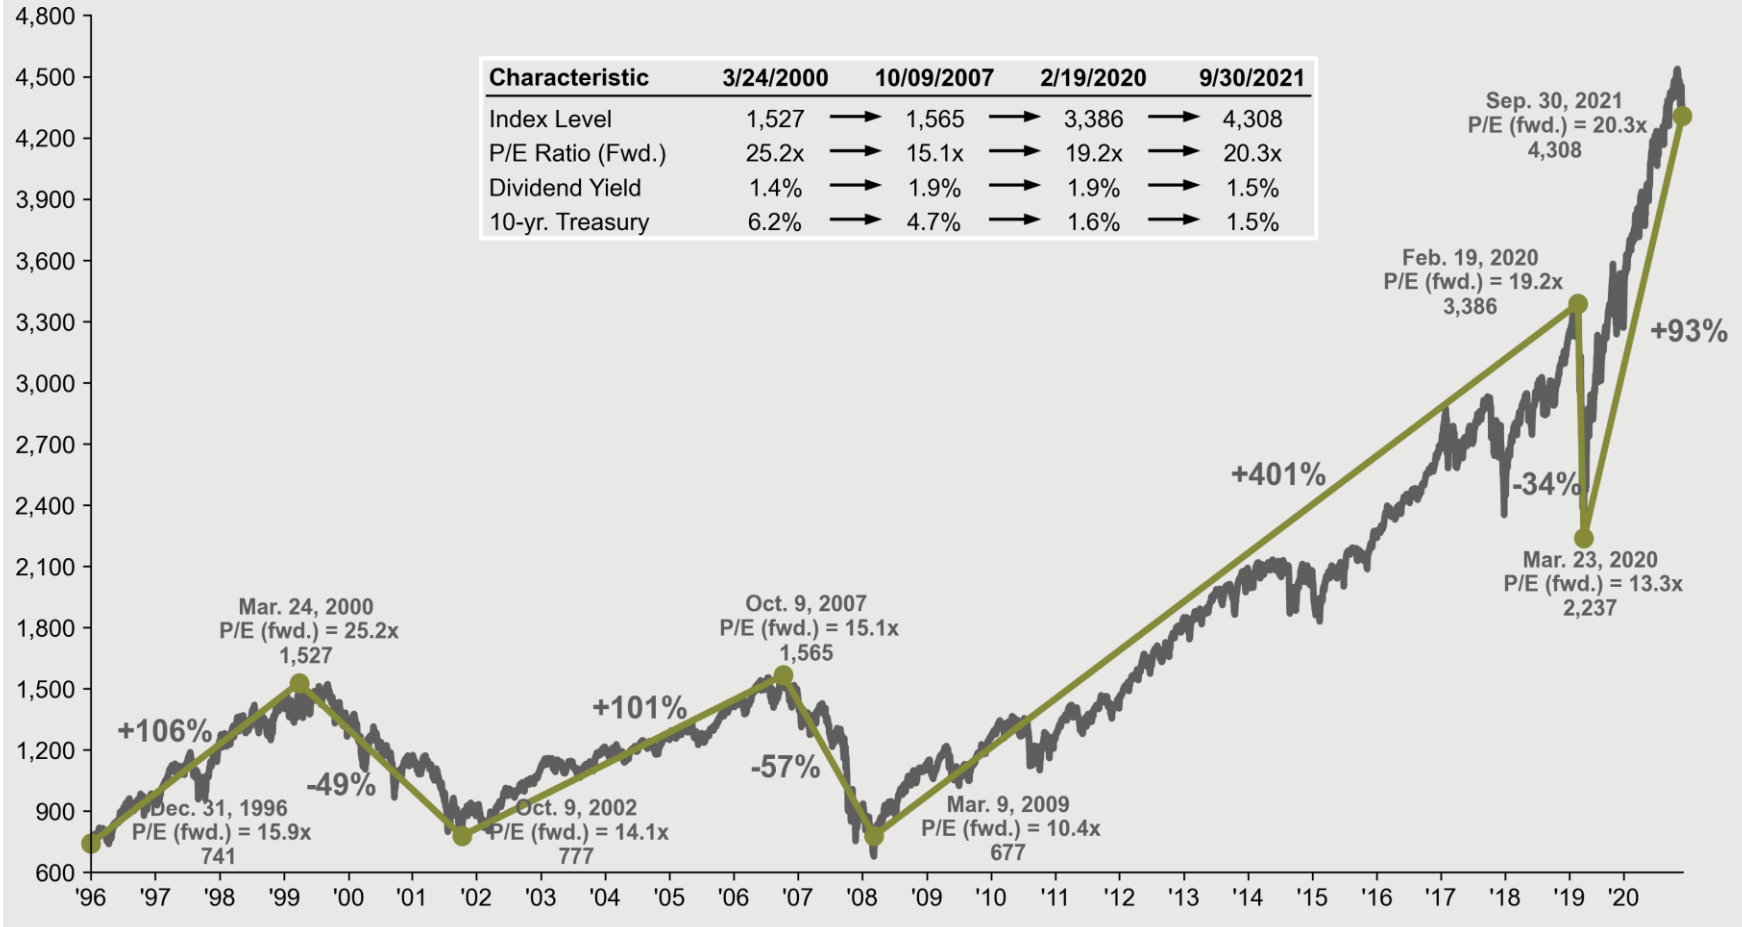 4,800
4,500
4,200
3,900
3,600
3,300
3,000
2,700
2,400
2,100
1,800
1,500
1,200
900
600
Characteristic 3/24/2000 10/09/2007 2/19/2020 9/30/2021
Index Level 1,527 1,565 3,386 4,308
P/E Ratio (Fwd.) 25.2x 15.1x 19.2x 20.3x
Dividend Yield 1.4% 1.9% 1.9% 1.5%
10-yr. Treasury 6.2% 4.7% 1.6% 1.5%
Sep. 30, 2021
P/E (fwd.) = 20.3x
4,308
Feb. 19, 2020
P/E (fwd.) = 19.2x
3,386
+93%
+401%
-34%
Mar. 23, 2020
P/E (fwd.) = 13.3x
2,237
Mar. 24, 2000
P/E (fwd.) = 25.2x
1,527
Oct. 9, 2007
P/E (fwd.) = 15.1x
1,565
+106%
-49%
+101%
-57%
Dec. 31, 1996
P/E (fwd.) = 15.9x
741
Oct. 9, 2002
P/E (fwd.) = 14.1x
777
Mar. 9, 2009
P/E (fwd.) = 10.4x
677
'96 '97 '98 '99 '00 '01 '02 '03 '04 '05 '06 '07 '08 '09 '10 '11 '12 '13 '14 '15 '16 '17 '18 '19 '20